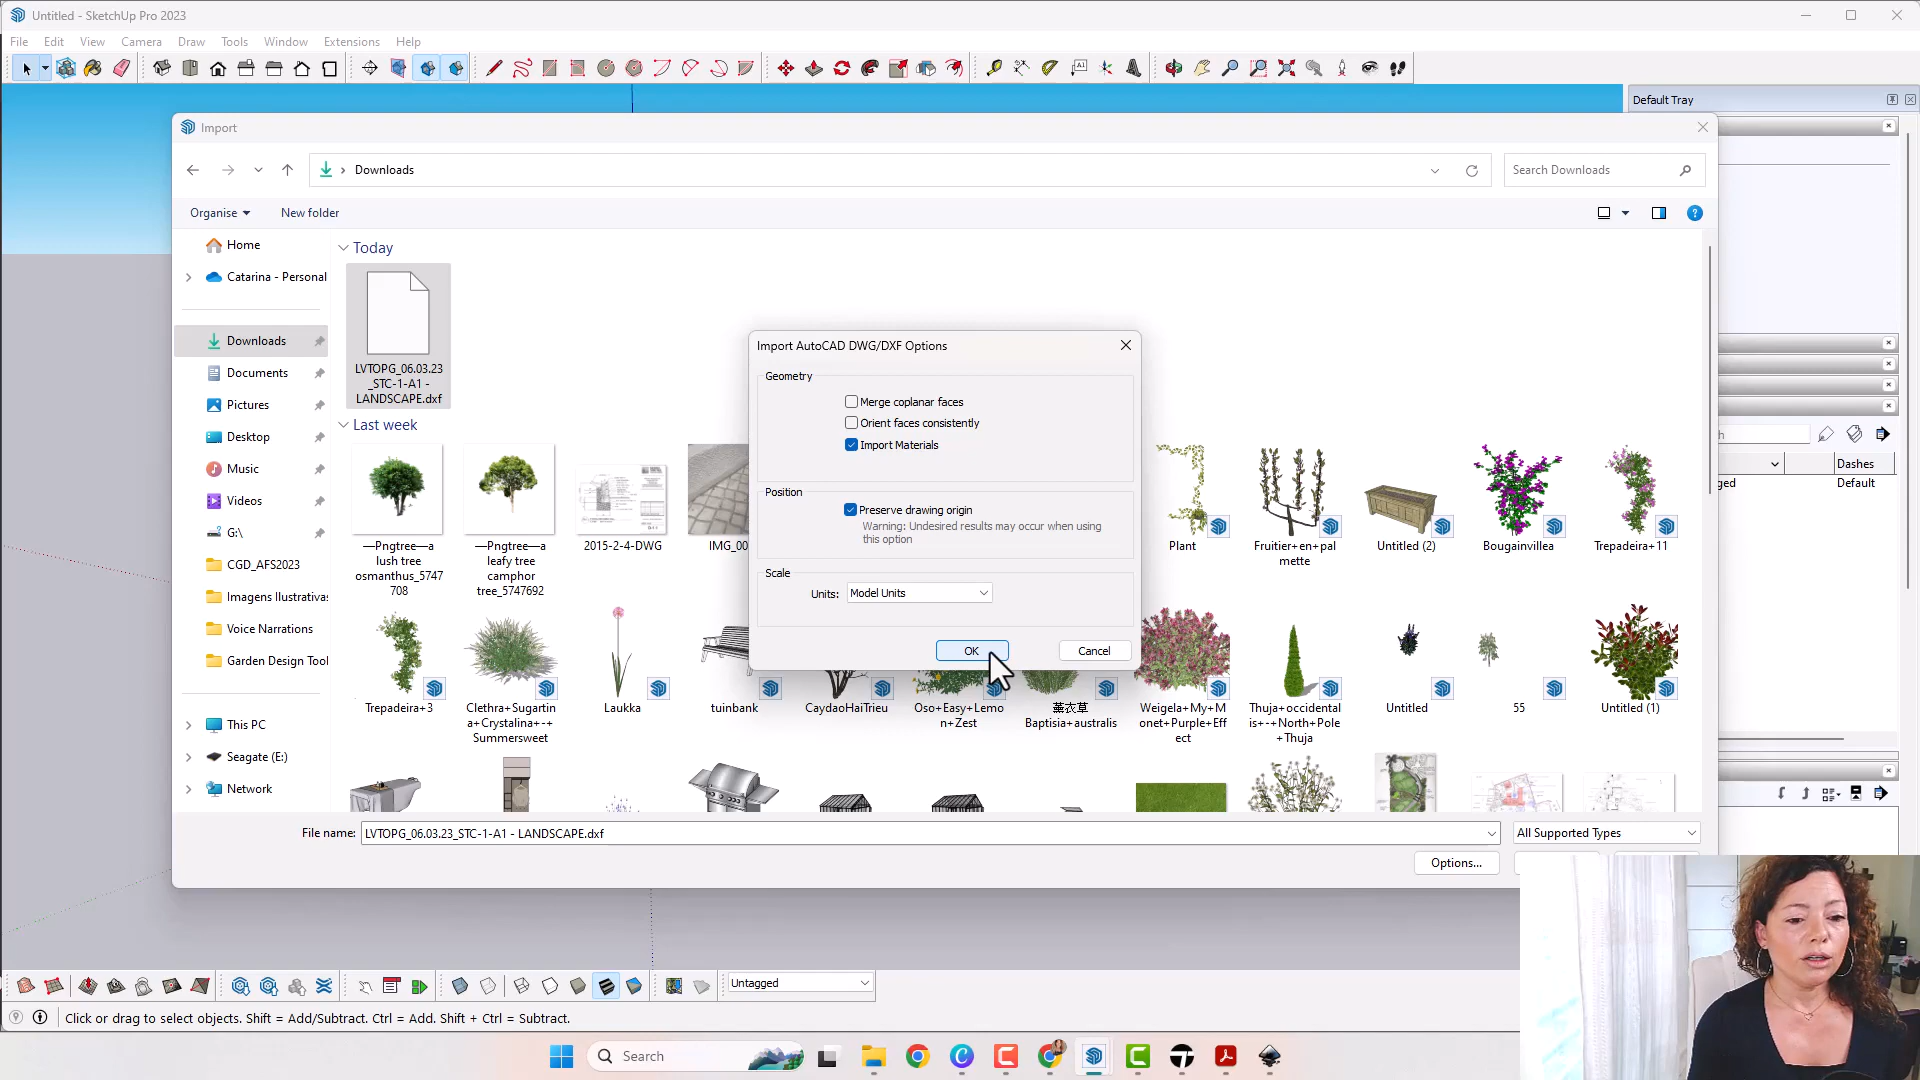 Untitled - SketchUp Pro 2023
File Edit View Camera Draw Tools Window Extensions Help
Default Tray
Import
Downloads
Search Downloads
Organise
New folder
Home
Catarina - Personal
Downloads
Documents
Pictures
Desktop
Music
Videos
G:\
CGD_AFS2023
Imagens Ilustrativas
Voice Narrations
Garden Design Tool
This PC
Seagate (E:)
Network
Today
LVTOPG_06.03.23
_STC-1-A1 -
LANDSCAPE.dxf
Last week
—Pngtree—a
lush tree
osmanthus_5747
708
—Pngtree—a
leafy tree
camphor
tree_5747692
2015-2-4-DWG
IMG_00
Plant
Fruitier+en+pal
mette
Untitled (2)
Bougainvillea
Trepadeira+11
Trepadeira+3
Clethra+Sugartin
a+Crystalina+-+
Summersweet
Laukka
tuinbank
CaydaoHaiTrieu
Oso+Easy+Lemo
n+Zest
薰衣草
Baptisia+australis
Weigela+My+M
onet+Purple+Eff
ect
Thuja+occidental
is+-+North+Pole
+Thuja
Untitled
55
Untitled (1)
Import AutoCAD DWG/DXF Options
Geometry
Merge coplanar faces
Orient faces consistently
Import Materials
Position
Preserve drawing origin
Warning: Undesired results may occur when using
this option
Scale
Units: Model Units
OK
Cancel
h
Dashes
ged
Default
File name: LVTOPG_06.03.23_STC-1-A1 - LANDSCAPE.dxf
All Supported Types
Options...
Untagged
Click or drag to select objects. Shift = Add/Subtract. Ctrl = Add. Shift + Ctrl = Subtract.
Search